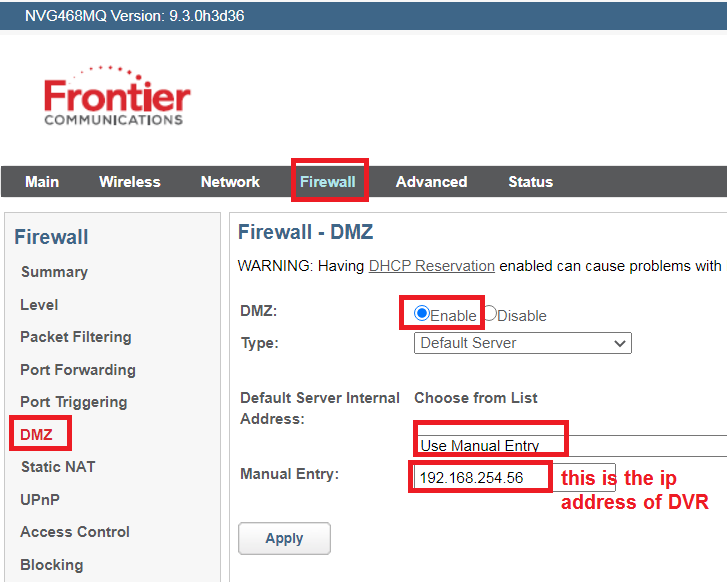 NVG468MQ Version: 9.3.0h3d36
Frontier
COMMUNICATIONS
Main Wireless Network Firewall Advanced Status
Firewall
Summary
Level
Packet Filtering
Port Forwarding
Port Triggering
DMZ
Static NAT
UPnP
Access Control
Blocking
Firewall - DMZ
WARNING: Having DHCP Reservation enabled can cause problems with
DMZ: Enable Disable
Type: Default Server
Default Server Internal Choose from List
Address:
Use Manual Entry
Manual Entry: 192.168.254.56 this is the ip
address of DVR
Apply